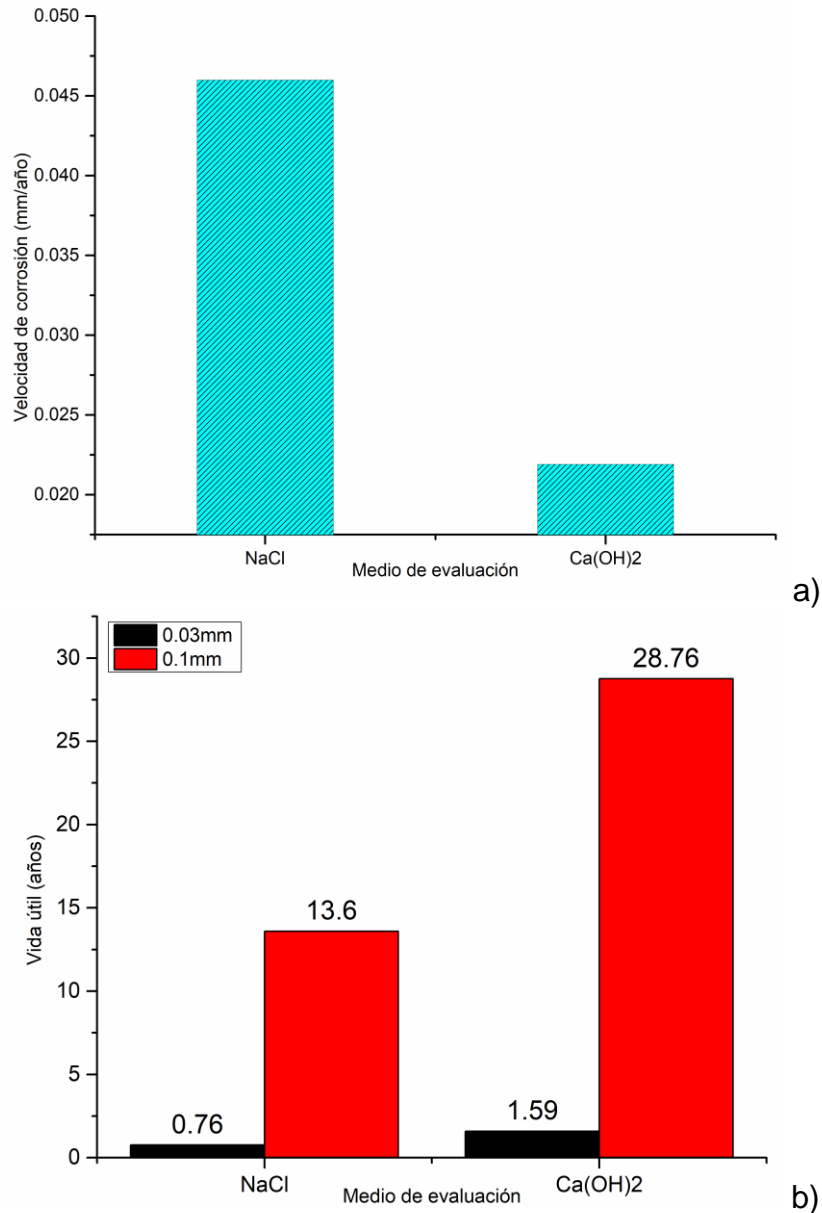 0.050
0.045
0.040
0.035
0.030
0.025
0.020
Velocidad de corrosión (mm/año)
NaCl
Ca(OH)2
Medio de evaluación
a)
0.03mm
0.1mm
30
25
20
15
10
5
0
Vida útil (años)
0.76
13.6
1.59
28.76
NaCl
Ca(OH)2
Medio de evaluación
b)